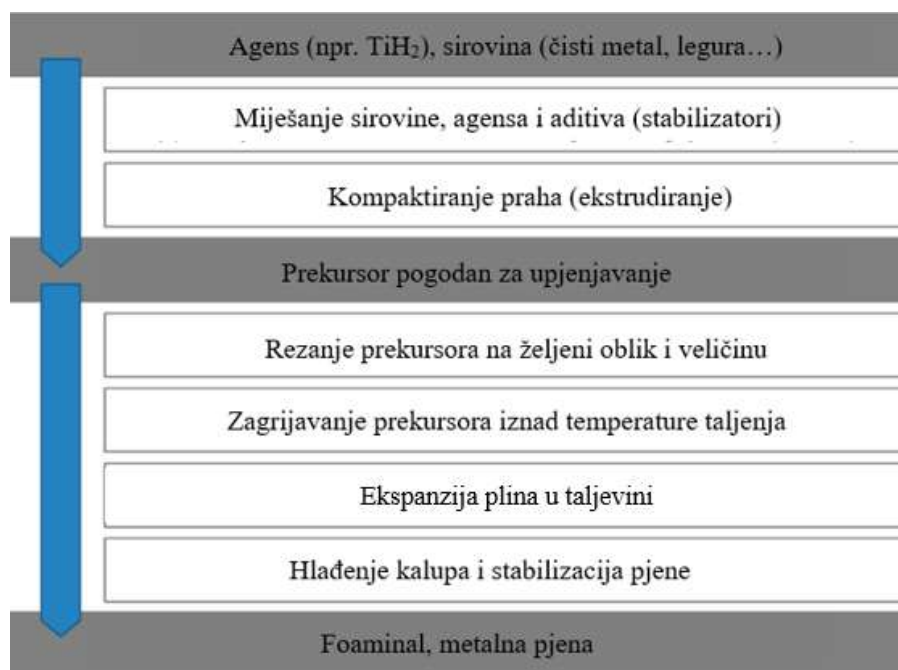 Agens (npr. TiH₂), sirovina (čisti metal, legura…)
Miješanje sirovine, agensa i aditiva (stabilizatori)
Kompaktiranje praha (ekstrudiranje)
Prekursor pogodan za upjenjavanje
Rezanje prekursora na željeni oblik i veličinu
Zagrijavanje prekursora iznad temperature taljenja
Ekspanzija plina u taljevini
Hlađenje kalupa i stabilizacija pjene
Foaminal, metalna pjena